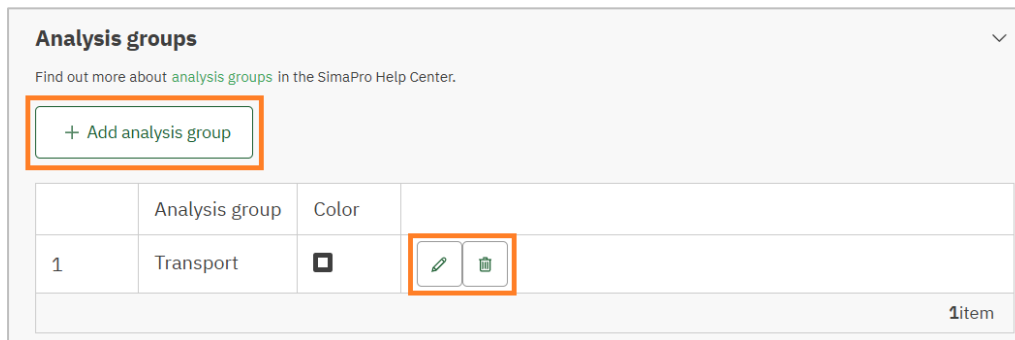 Analysis groups
Find out more about analysis groups in the SimaPro Help Center.
+ Add analysis group
Analysis group Color
1 Transport
1item